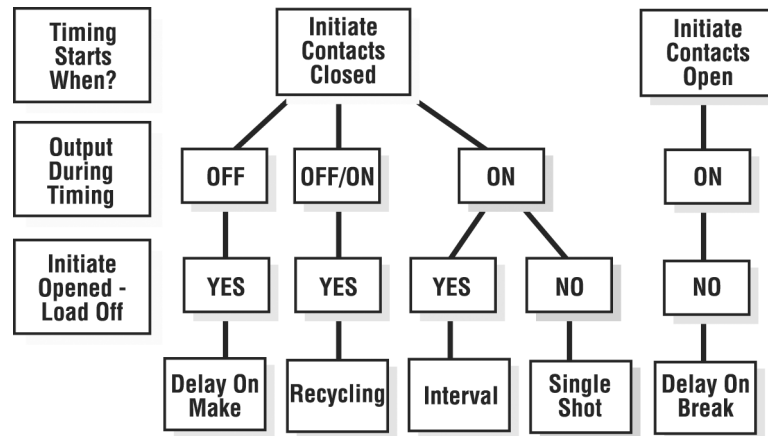 Timing
Starts
When?
Initiate
Contacts
Closed
Initiate
Contacts
Open
Output
During
Timing
OFF
OFF/ON
ON
ON
Initiate
Opened -
Load Off
YES
YES
YES
NO
NO
Delay On
Make
Recycling
Interval
Single
Shot
Delay On
Break